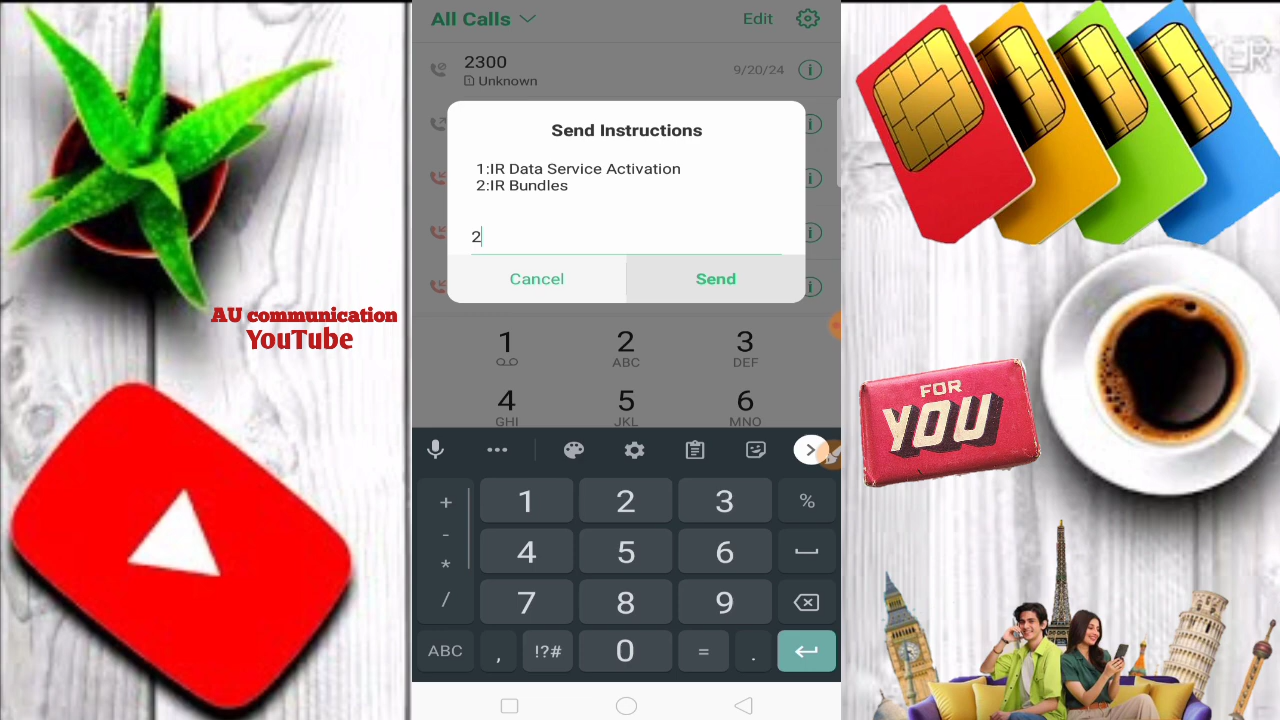 All Calls
Edit
2300
Unknown
9/20/24
Send Instructions
1:IR Data Service Activation
2:IR Bundles
2
Cancel
Send
1
2
ABC
3
DEF
4
GHI
5
JKL
6
MNO
+
1
2
3
%
-
*
4
5
6
/
7
8
9
ABC
,
!?#
0
=
.
AU communication
YouTube
ER
FOR
YOU